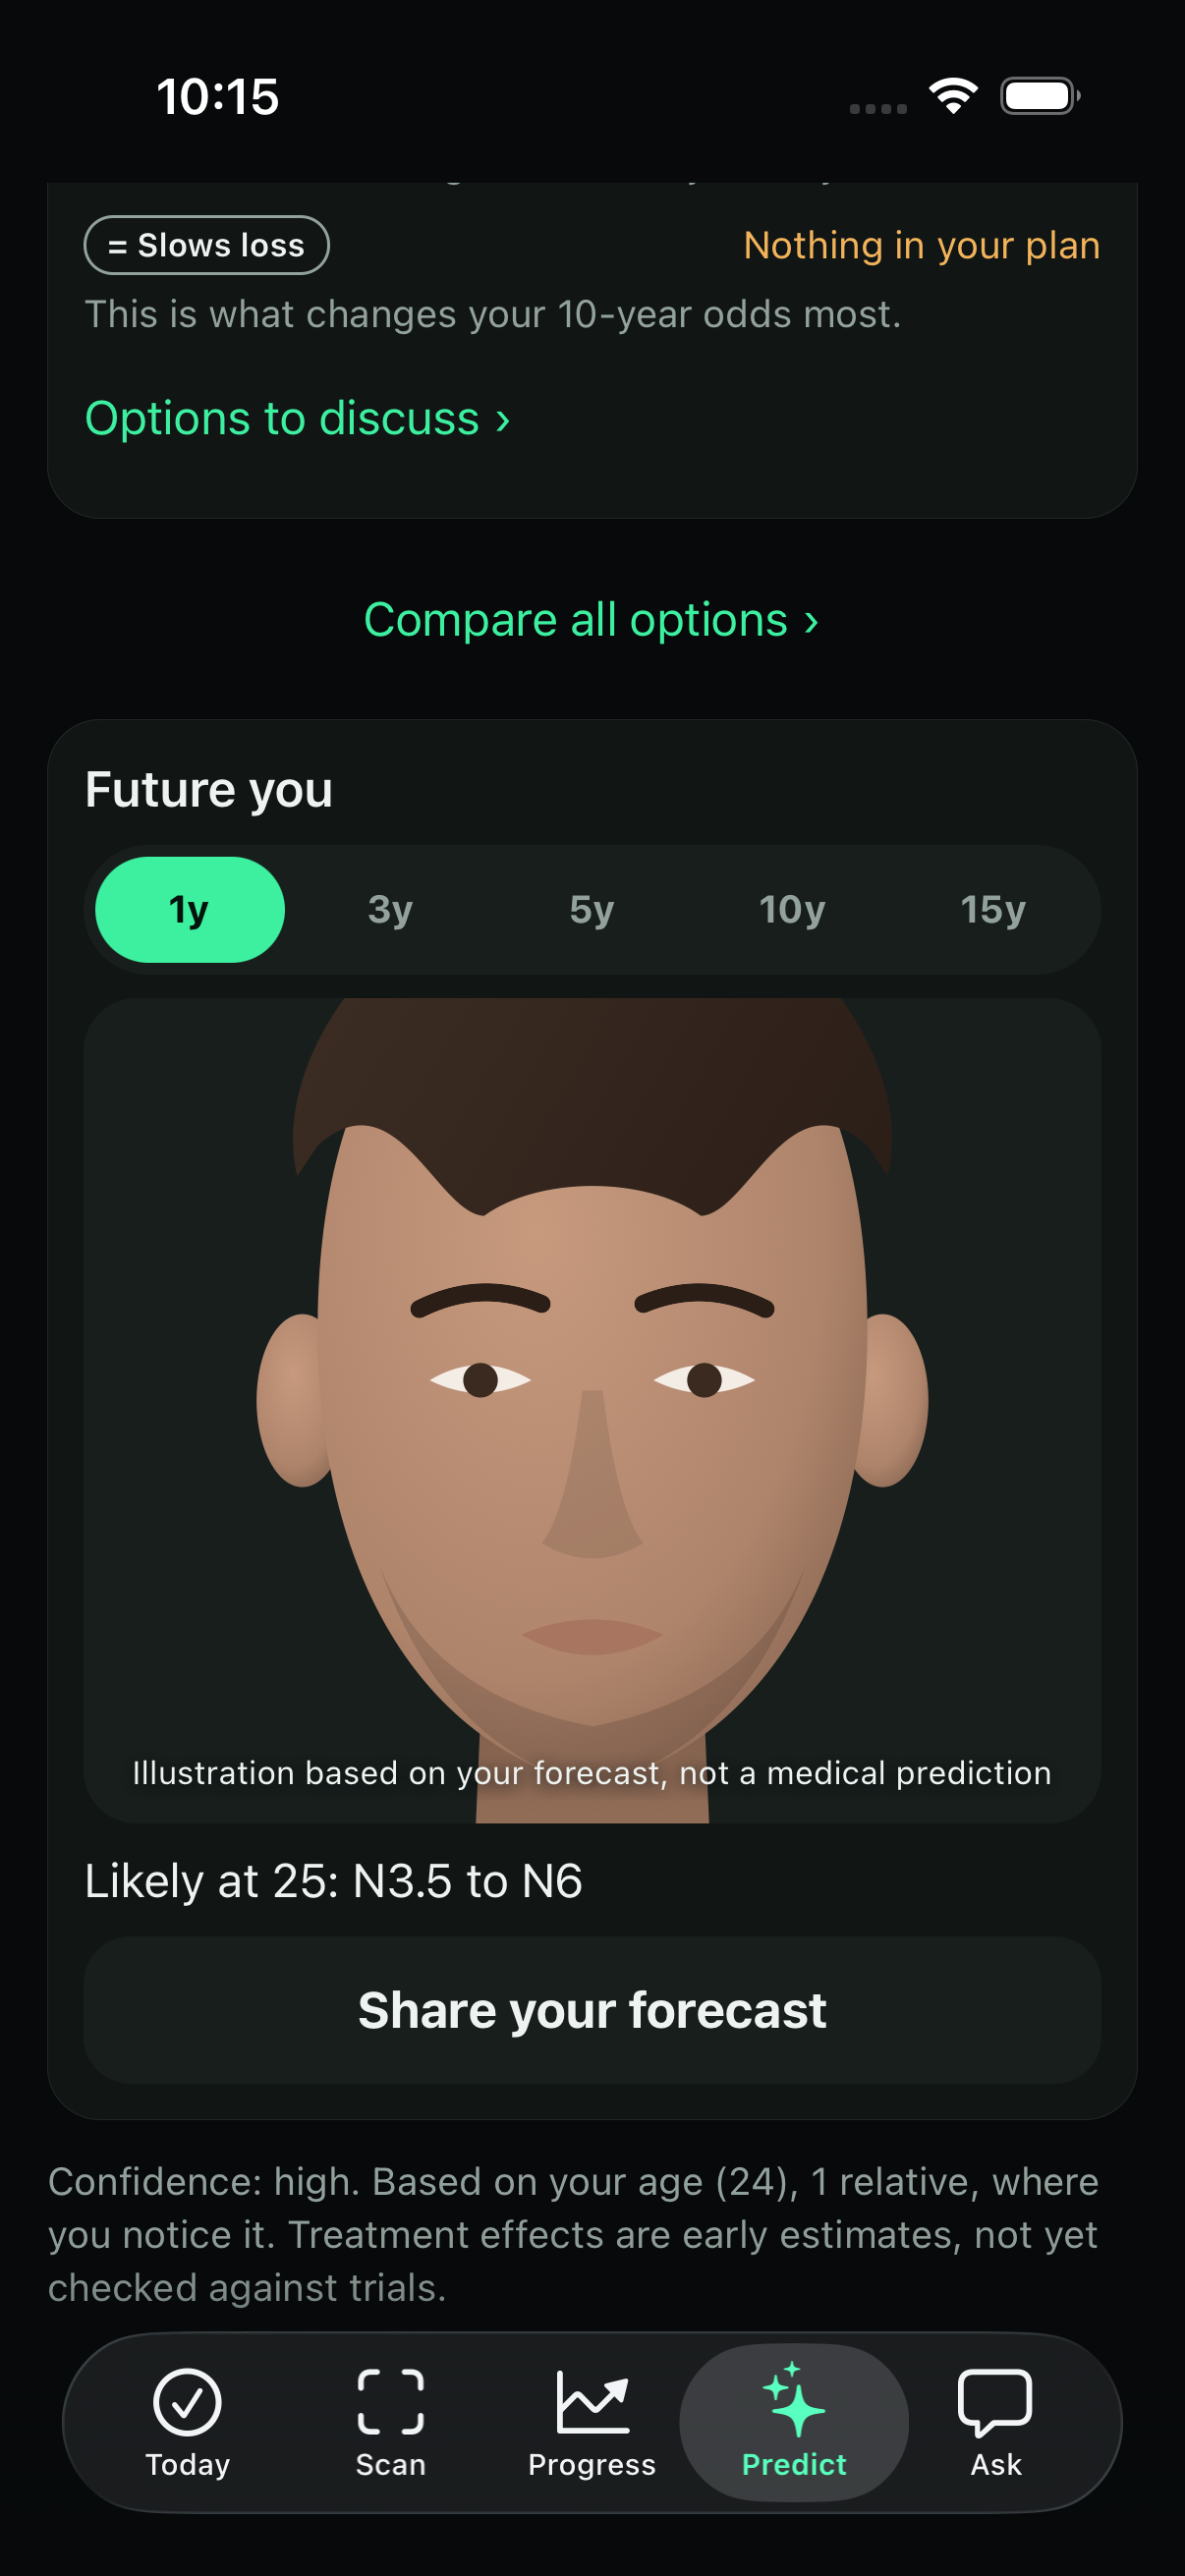 10:15
= Slows loss
Nothing in your plan
This is what changes your 10-year odds most.
Options to discuss ›
Compare all options ›
Future you
1y 3y 5y 10y 15y
Illustration based on your forecast, not a medical prediction
Likely at 25: N3.5 to N6
Share your forecast
Confidence: high. Based on your age (24), 1 relative, where
you notice it. Treatment effects are early estimates, not yet
checked against trials.
Today Scan Progress Predict Ask